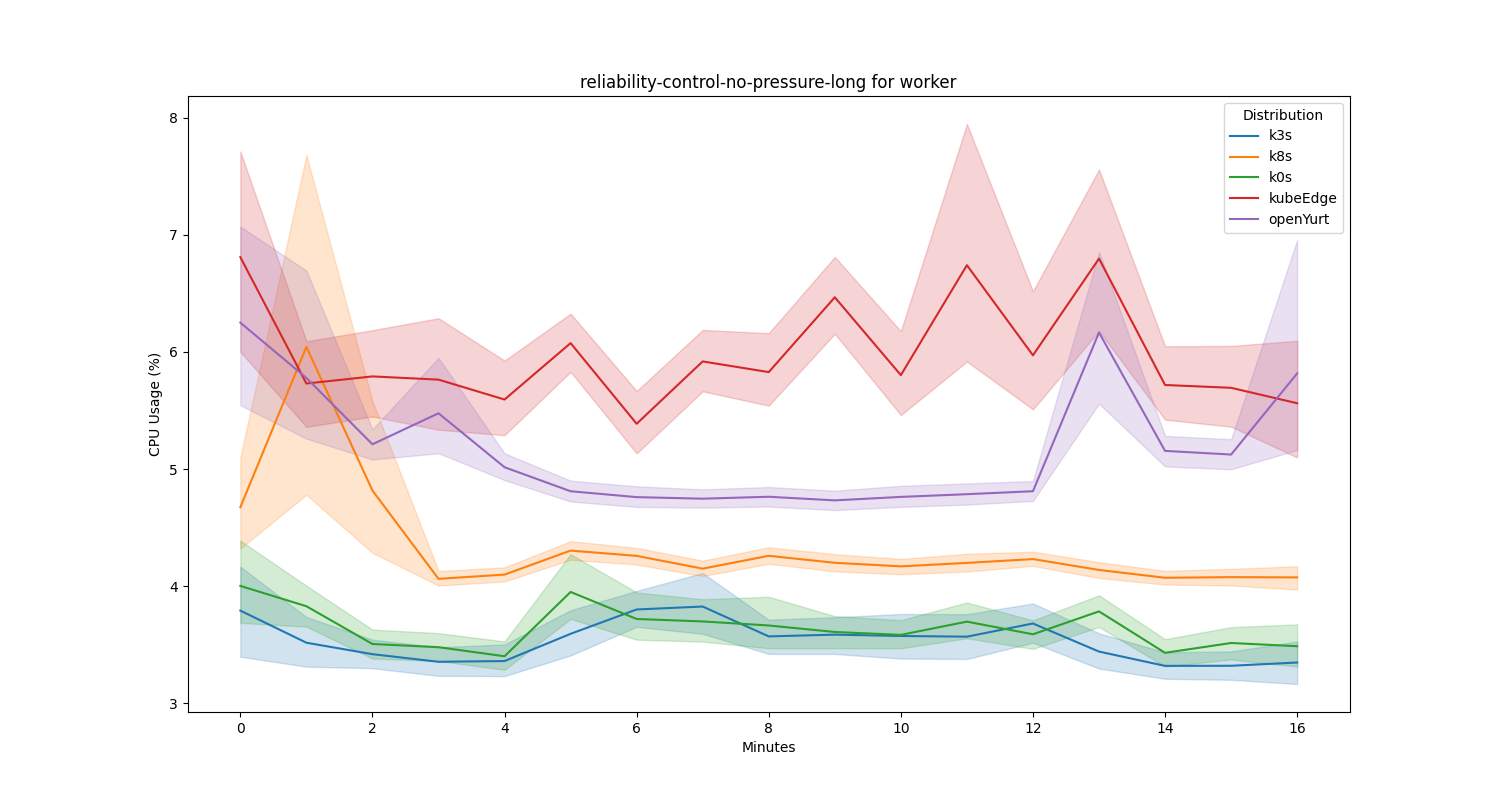 reliability-control-no-pressure-long for worker
Distribution
k3s
k8s
k0s
kubeEdge
openYurt
CPU Usage (%)
8
7
6
5
4
3
0 2 4 6 8 10 12 14 16
Minutes